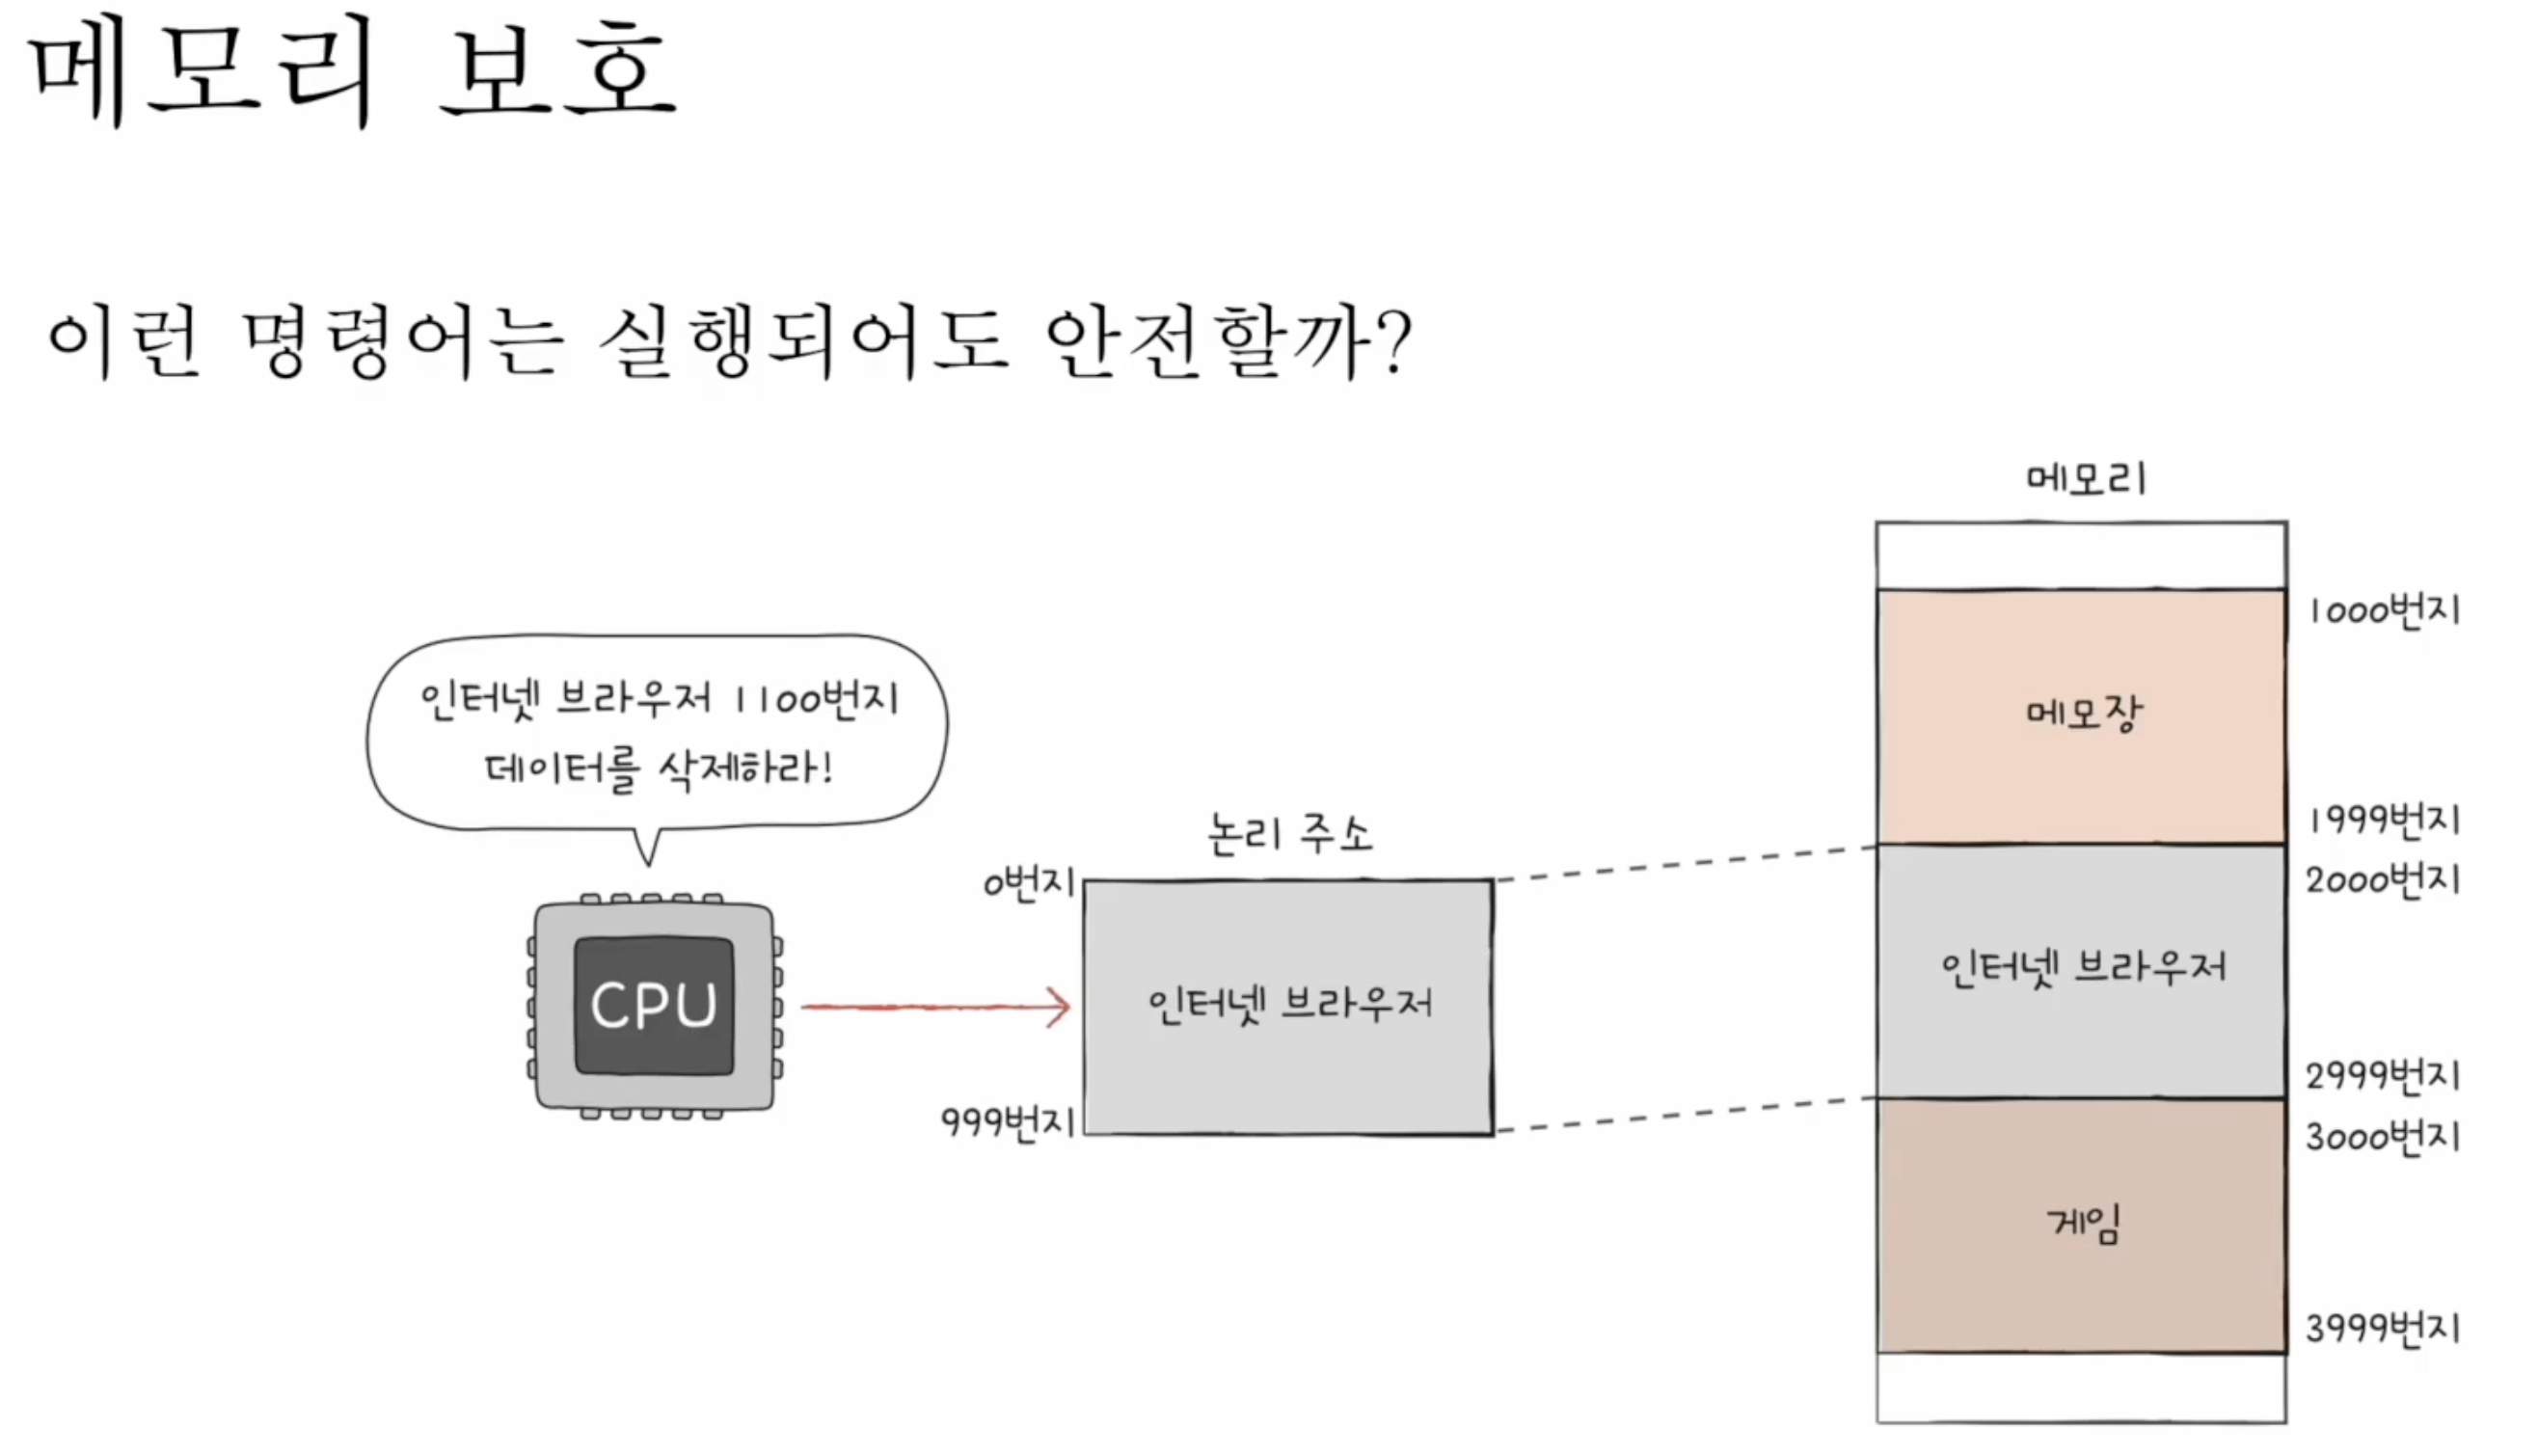 메모리 보호
이런 명령어는 실행되어도 안전할까?
인터넷 브라우저 1100번지
데이터를 삭제하라!
CPU
논리 주소
0번지
인터넷 브라우저
999번지
메모리
1000번지
메모장
1999번지
2000번지
인터넷 브라우저
2999번지
3000번지
게임
3999번지